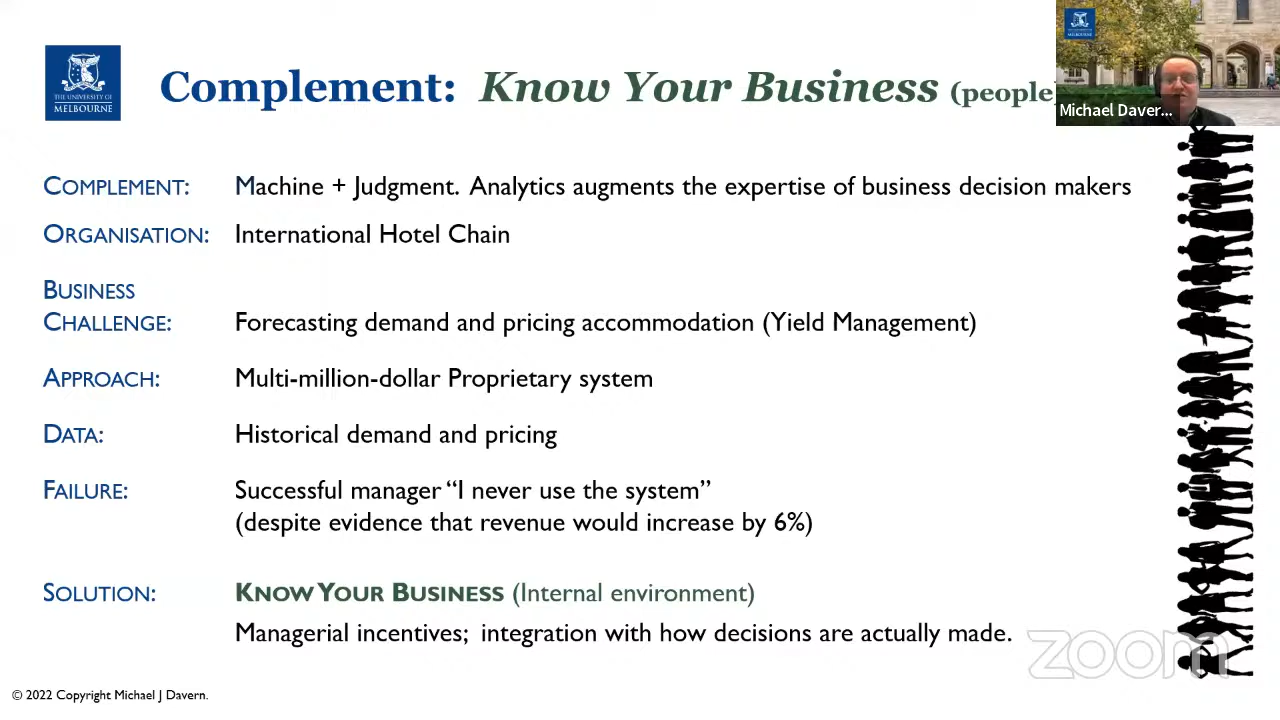 THE UNIVERSITY OF
MELBOURNE
Complement: Know Your Business (people
Michael Daver...
COMPLEMENT: Machine + Judgment. Analytics augments the expertise of business decision makers
ORGANISATION: International Hotel Chain
BUSINESS
CHALLENGE: Forecasting demand and pricing accommodation (Yield Management)
APPROACH: Multi-million-dollar Proprietary system
DATA: Historical demand and pricing
FAILURE: Successful manager “I never use the system”
(despite evidence that revenue would increase by 6%)
SOLUTION: KNOW YOUR BUSINESS (Internal environment)
Managerial incentives; integration with how decisions are actually made.
zoom
© 2022 Copyright Michael J Davern.